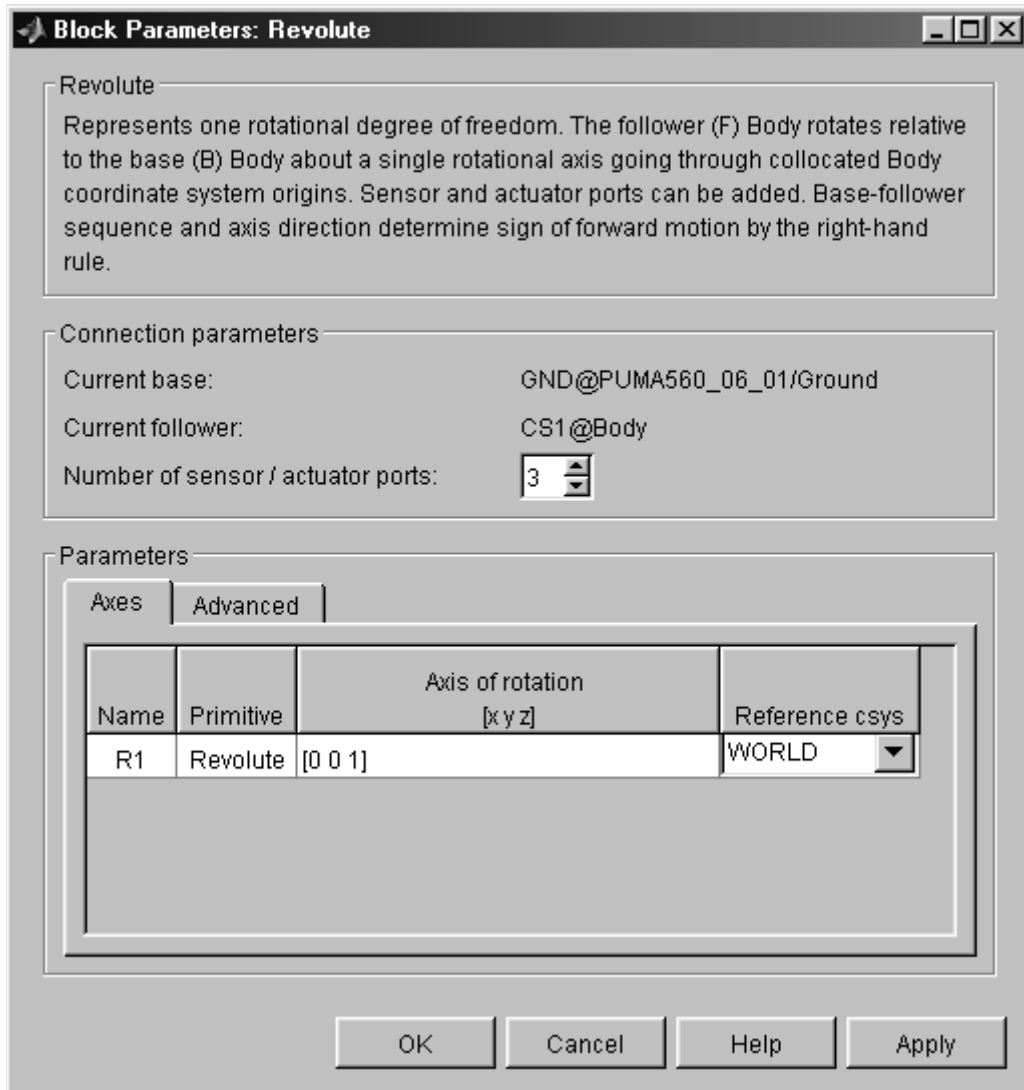 Block Parameters: Revolute
Revolute
Represents one rotational degree of freedom. The follower (F) Body rotates relative
to the base (B) Body about a single rotational axis going through collocated Body
coordinate system origins. Sensor and actuator ports can be added. Base-follower
sequence and axis direction determine sign of forward motion by the right-hand
rule.
Connection parameters
Current base: GND@PUMA560_06_01/Ground
Current follower: CS1@Body
Number of sensor / actuator ports: 3
Parameters
Axes Advanced
Name Primitive Axis of rotation [x y z] Reference csys
R1 Revolute [0 0 1] WORLD
OK Cancel Help Apply